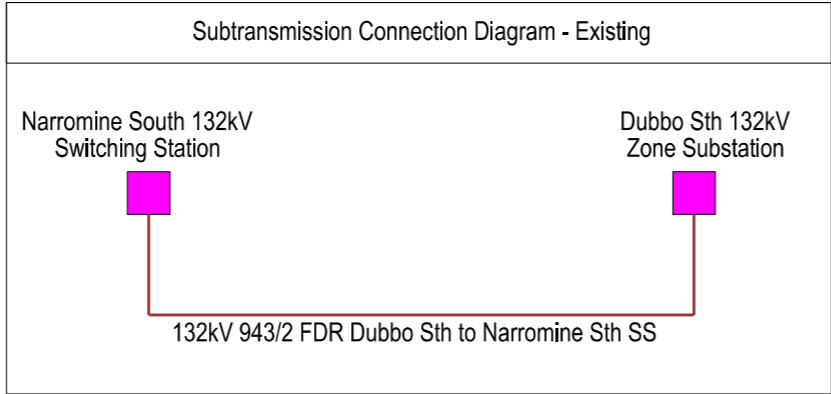 Subtransmission Connection Diagram - Existing
Narromine South 132kV
Switching Station
Dubbo Sth 132kV
Zone Substation
132kV 943/2 FDR Dubbo Sth to Narromine Sth SS